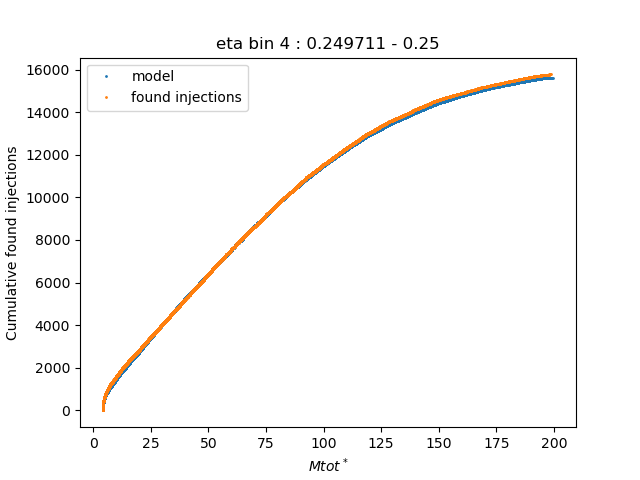 eta bin 4 : 0.249711 - 0.25
model
found injections
16000
14000
12000
10000
8000
6000
4000
2000
0
Cumulative found injections
0 25 50 75 100 125 150 175 200
Mtot*